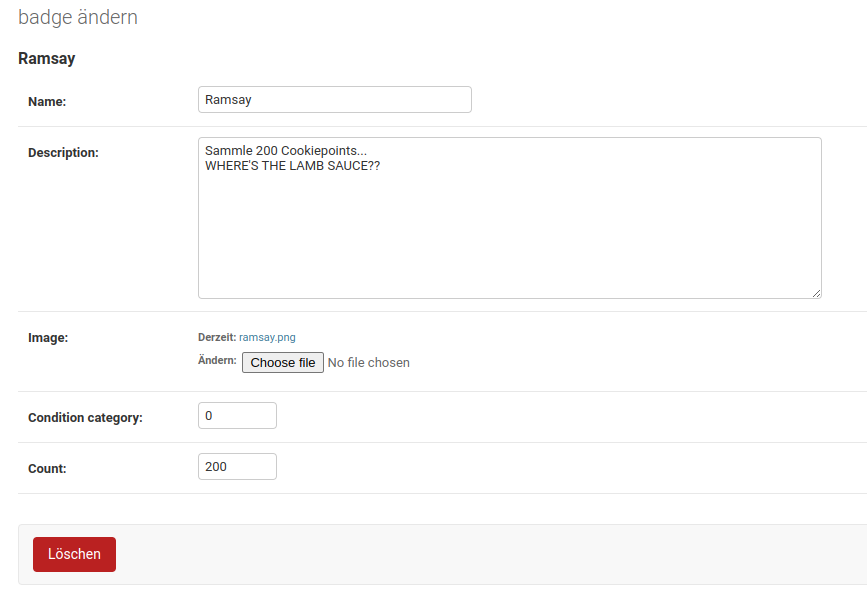 badge ändern
Ramsay
Name:
Ramsay
Description:
Sammle 200 Cookiepoints...
WHERE'S THE LAMB SAUCE??
Image:
Derzeit: ramsay.png
Ändern: Choose file No file chosen
Condition category:
0
Count:
200
Löschen